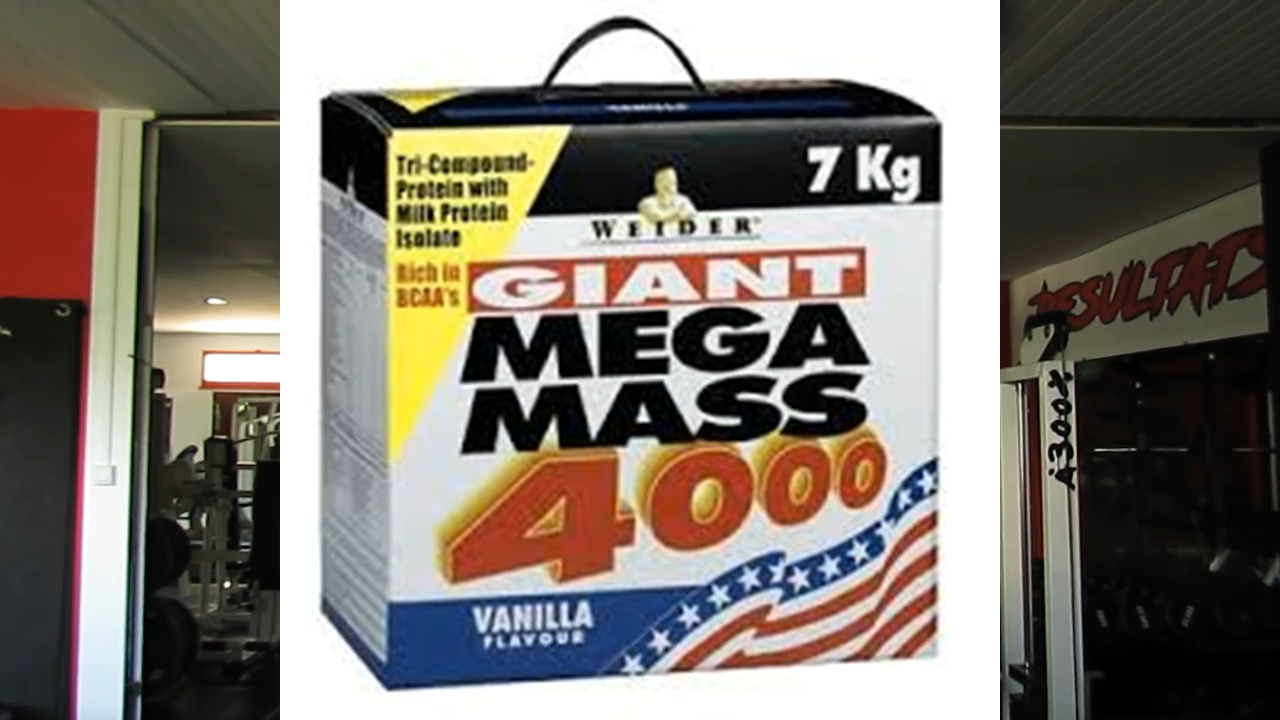 VANILLA
7 Kg
Tri-Compound-
Protein with
Milk Protein
Isolate
Rich in
BCAA's
WEIDER
GIANT
MEGA
MASS
4000
VANILLA
FLAVOUR
RESULTATS